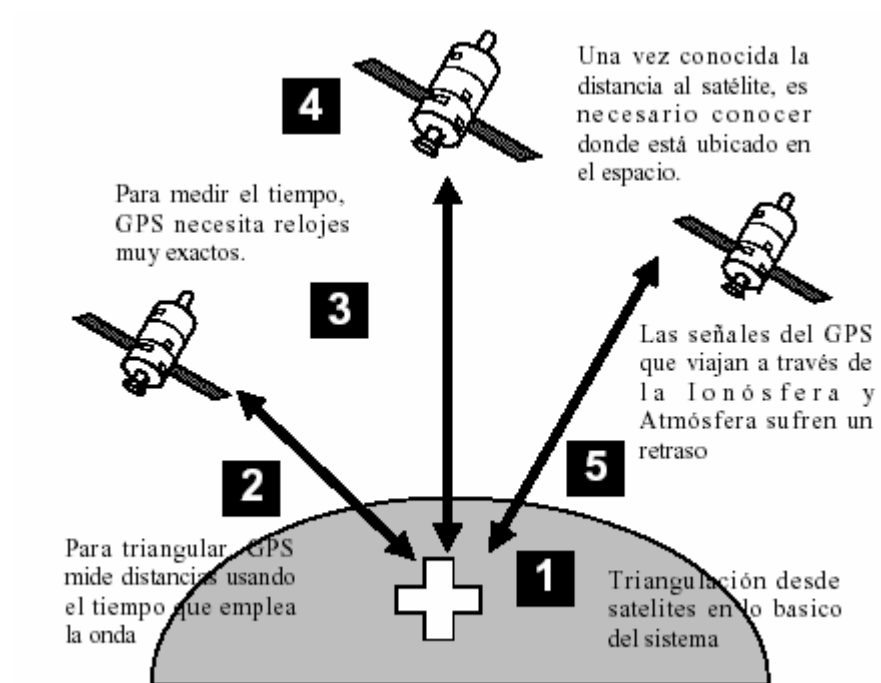 4
Una vez conocida la
distancia al satélite, es
necesario conocer
donde está ubicado en
el espacio.
Para medir el tiempo,
GPS necesita relojes
muy exactos.
3
Las señales del GPS
que viajan a través de
la Ionósfera y
Atmósfera sufren un
retraso
5
2
Para triangular, GPS
mide distancias usando
el tiempo que emplea
la onda
1
Triangulación desde
satelites en lo basico
del sistema